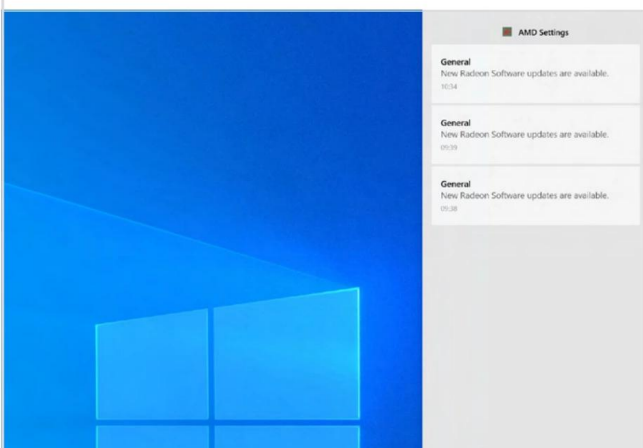 AMD Settings
General
New Radeon Software updates are available.
10:34
General
New Radeon Software updates are available.
09:39
General
New Radeon Software updates are available.
09:38